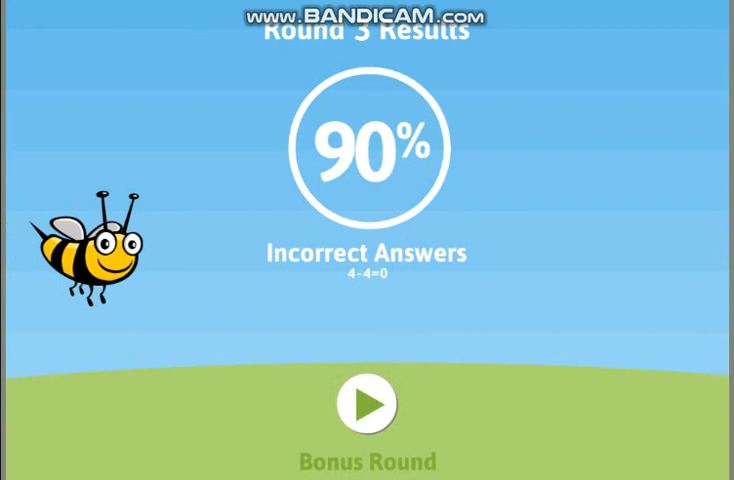 www.BANDICAM.com
Round 3 Results
90%
Incorrect Answers
4-4=0
Bonus Round